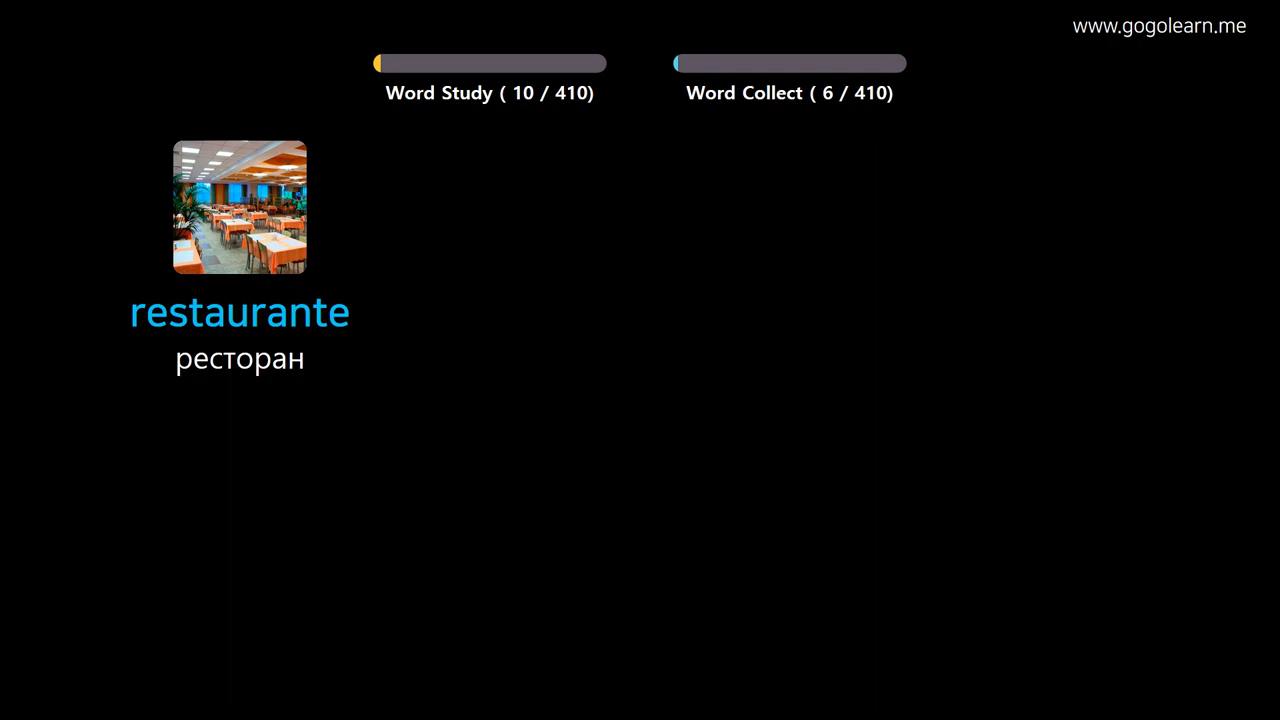 www.gogolearn.me
Word Study ( 10 / 410)
Word Collect ( 6 / 410)
restaurante
ресторан